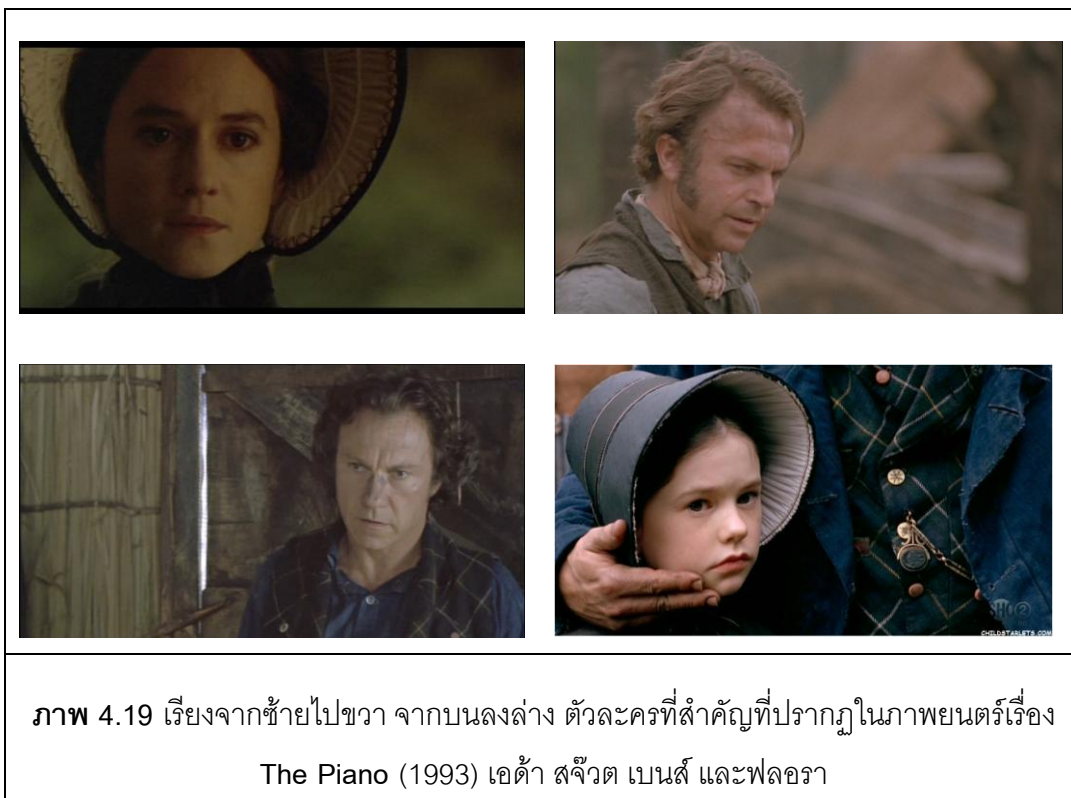 SHO2
CHILDSTARLETS.COM
ภาพ 4.19 เรียงจากซ้ายไปขวา จากบนลงล่าง ตัวละครที่สำคัญที่ปรากฏในภาพยนตร์เรื่อง
The Piano (1993) เอด้า สจ๊วต เบนส์ และฟลอรา